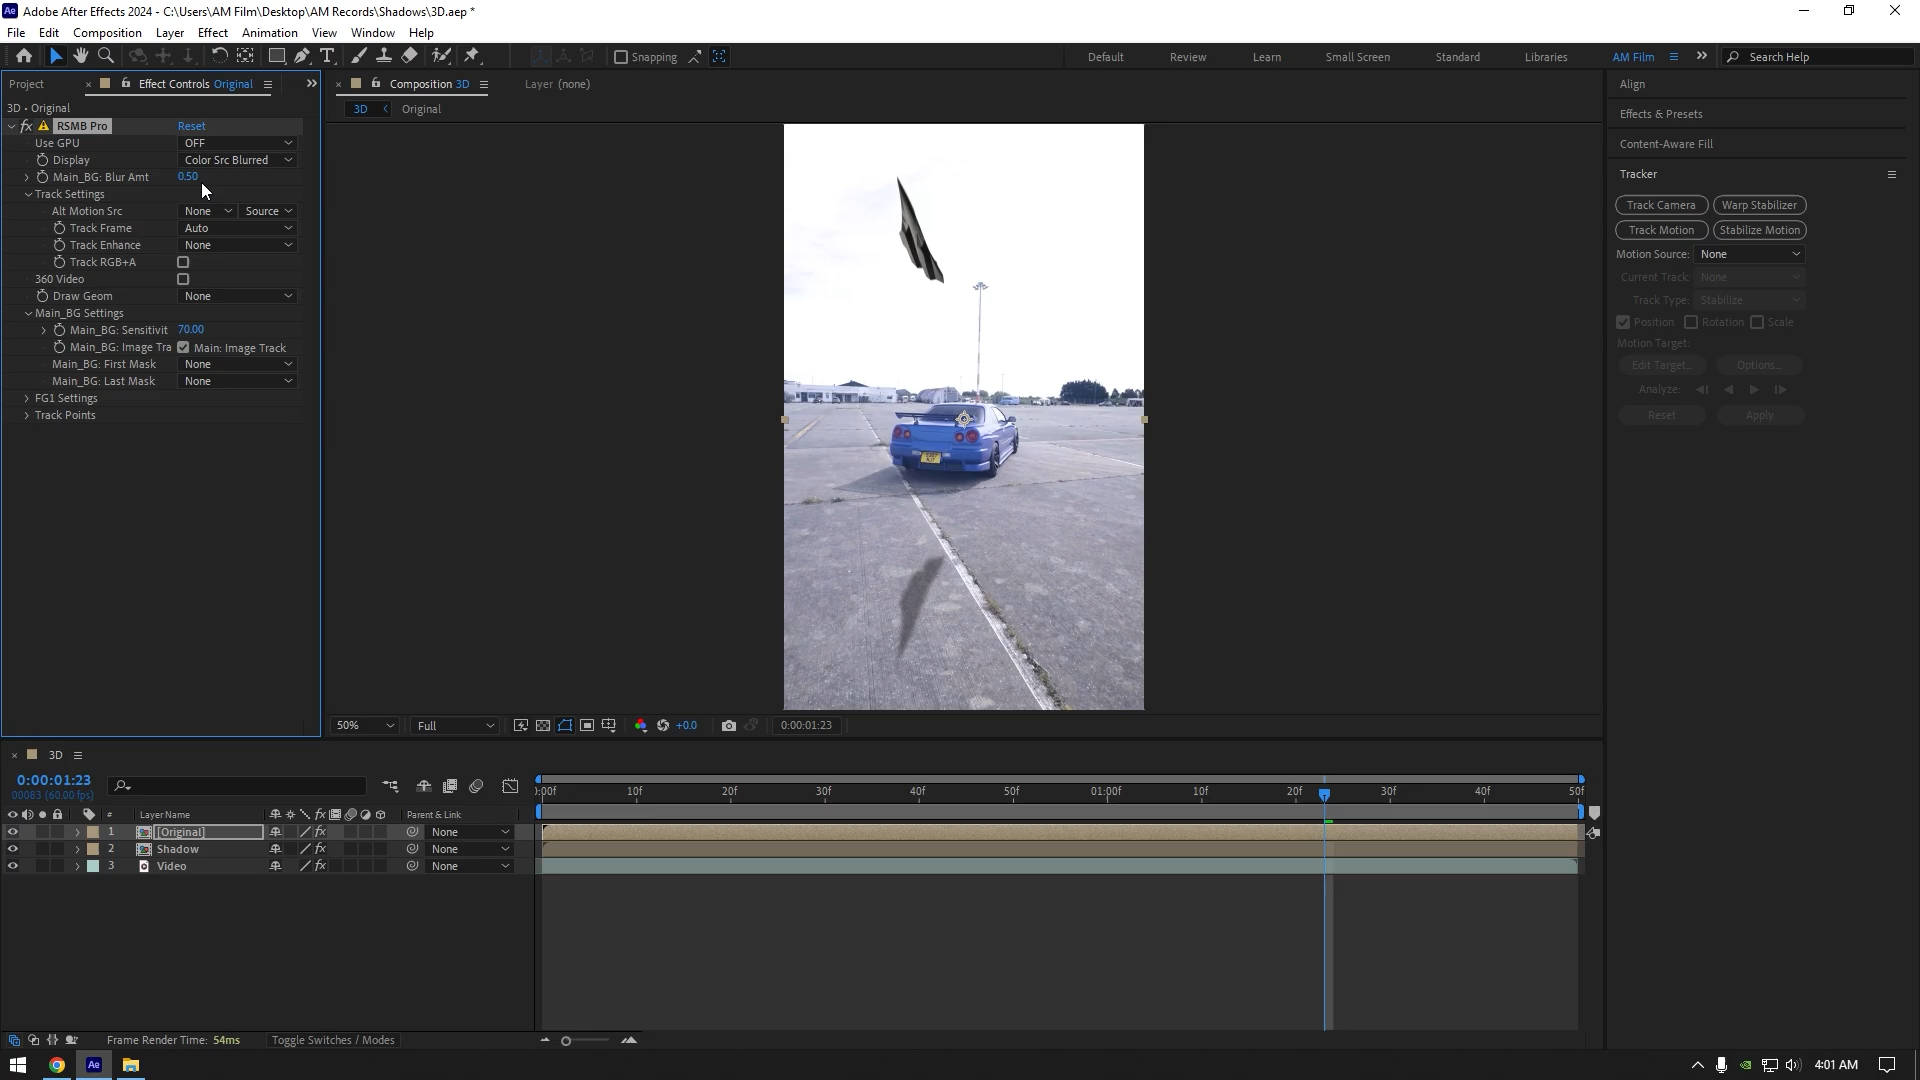 Adobe After Effects 2024 - C:\Users\AM Film\Desktop\AM Records\Shadows\3D.aep *
File Edit Composition Layer Effect Animation View Window Help
Snapping
Default Review Learn Small Screen Standard Libraries AM Film Search Help
Project Effect Controls Original
3D • Original
fx RSMB Pro Reset
Use GPU OFF
Display Color Src Blurred
Main_BG: Blur Amt 0.50
Track Settings
Alt Motion Src None Source
Track Frame Auto
Track Enhance None
Track RGB+A
360 Video
Draw Geom None
Main_BG Settings
Main_BG: Sensitivit 70.00
Main_BG: Image Tra Main: Image Track
Main_BG: First Mask None
Main_BG: Last Mask None
FG1 Settings
Track Points
Composition 3D Layer (none)
3D Original
50% Full +0.0 0:00:01:23
Align
Effects & Presets
Content-Aware Fill
Tracker
Track Camera Warp Stabilizer
Track Motion Stabilize Motion
Motion Source: None
Current Track: None
Track Type: Stabilize
Position Rotation Scale
Motion Target:
Edit Target... Options...
Analyze:
Reset Apply
3D
0:00:01:23
00083 (60.00 fps)
):00f 10f 20f 30f 40f 50f 01:00f 10f 20f 30f 40f 50f
# Layer Name fx Parent & Link
1 [Original] fx None
2 Shadow fx None
3 Video fx None
Frame Render Time: 54ms Toggle Switches / Modes
Ae 4:01 AM